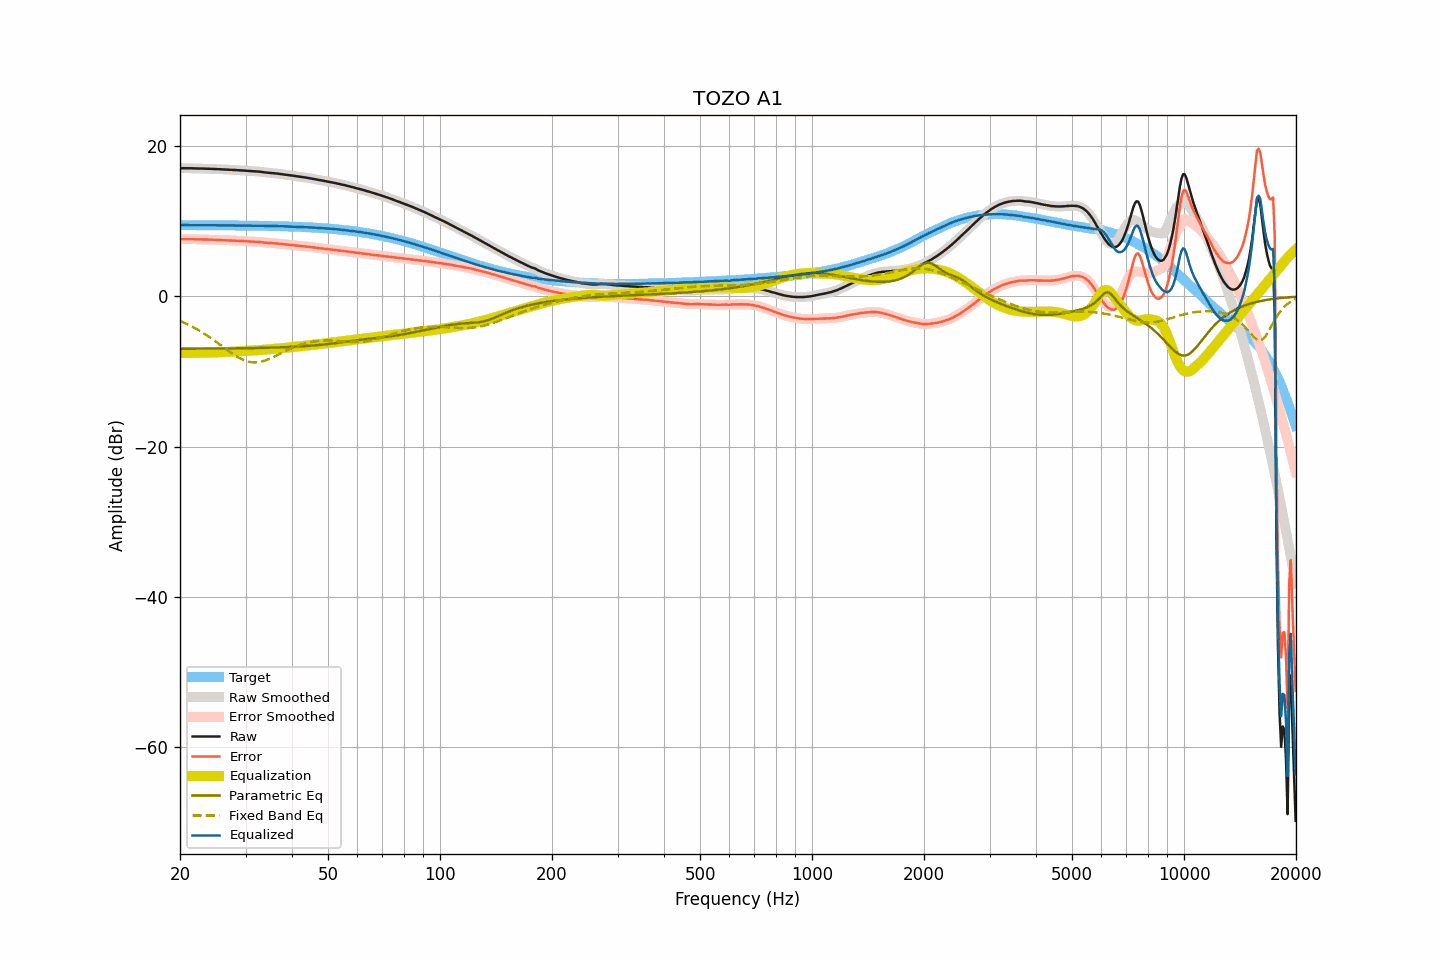 TOZO A1
20
0
−20
−40
−60
Amplitude (dBr)
Target
Raw Smoothed
Error Smoothed
Raw
Error
Equalization
Parametric Eq
Fixed Band Eq
Equalized
20 50 100 200 500 1000 2000 5000 10000 20000
Frequency (Hz)